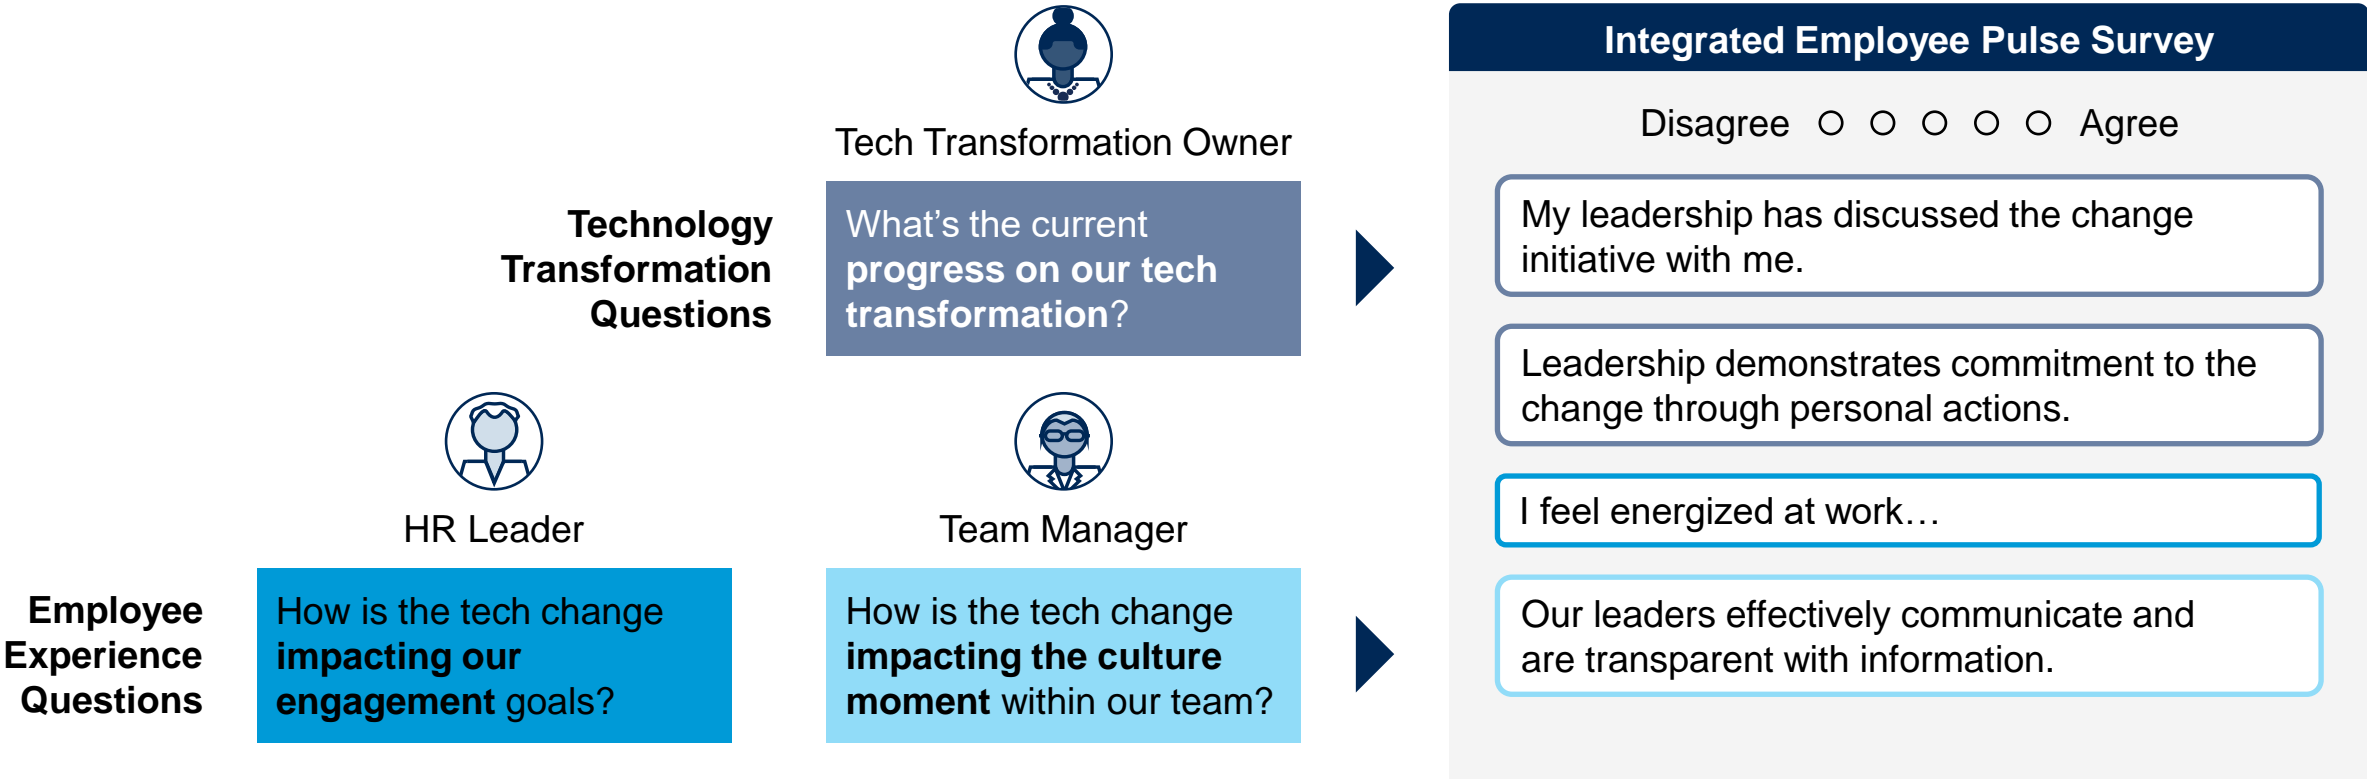 Tech Transformation Owner
Technology
Transformation
Questions
What’s the current
progress on our tech
transformation?
HR Leader
Team Manager
Employee
Experience
Questions
How is the tech change
impacting our
engagement goals?
How is the tech change
impacting the culture
moment within our team?
Integrated Employee Pulse Survey
Disagree Agree
My leadership has discussed the change
initiative with me.
Leadership demonstrates commitment to the
change through personal actions.
I feel energized at work…
Our leaders effectively communicate and
are transparent with information.